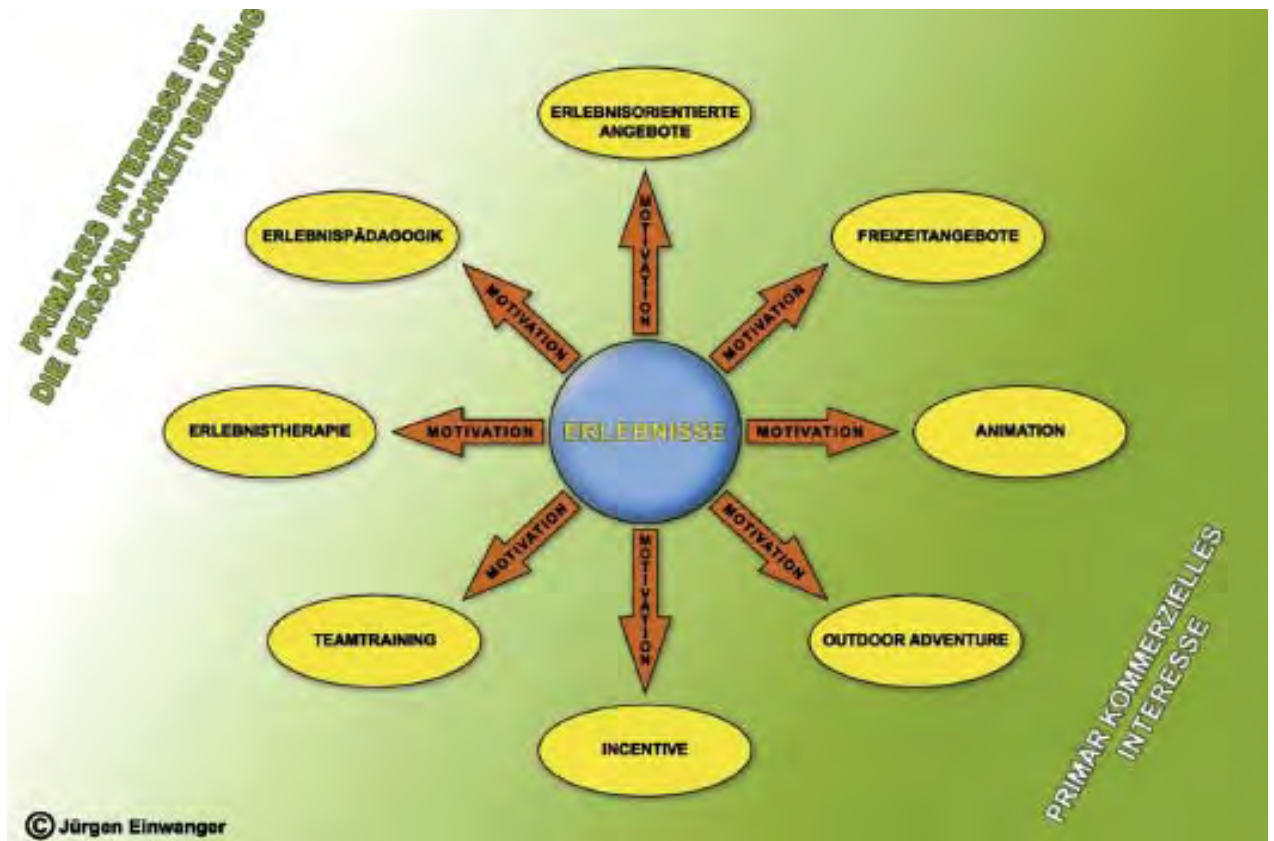 PRIMÄRES INTERESSE IST
DIE PERSÖNLICHKEITSBILDUNG
ERLEBNISORIENTIERTE
ANGEBOTE
ERLEBNISPÄDAGOGIK
MOTIVATION
FREIZEITANGEBOTE
MOTIVATION
MOTIVATION
ERLEBNISTHERAPIE
MOTIVATION
ERLEBNISSE
MOTIVATION
ANIMATION
MOTIVATION
MOTIVATION
MOTIVATION
TEAMTRAINING
OUTDOOR ADVENTURE
INCENTIVE
PRIMÄR KOMMERZIELLES
INTERESSE
© Jürgen Einwanger